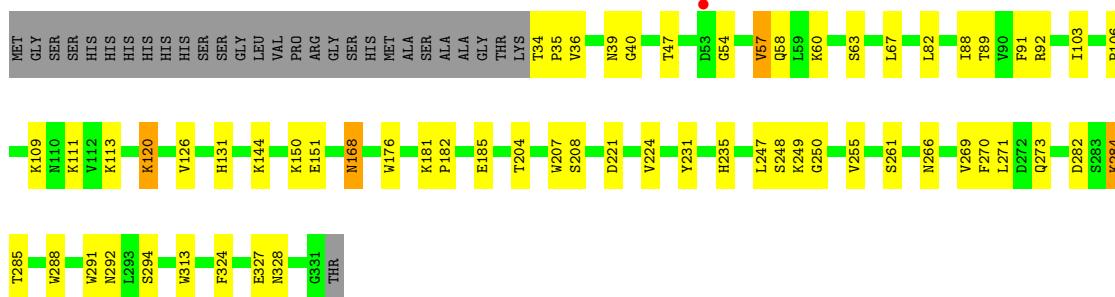 MET GLY SER SER HIS HIS HIS HIS HIS HIS SER SER GLY LEU VAL PRO ARG GLY SER HIS MET ALA SER ALA ALA GLY THR LYS T34 P35 V36 N39 G40 T47 D53 G54 V57 Q58 L59 K60 S63 L67 L82 I88 T89 V90 F91 R92 I103 R106
K109 N110 K111 V112 K113 K120 V126 H131 K144 K150 E151 N168 W176 K181 P182 E185 T204 W207 S208 D221 V224 Y231 H235 L247 S248 K249 G250 V255 S261 N266 V269 F270 L271 D272 Q273 D282 S283 K284
T285 W288 W291 N292 L293 S294 W313 F324 E327 N328 G331 THR